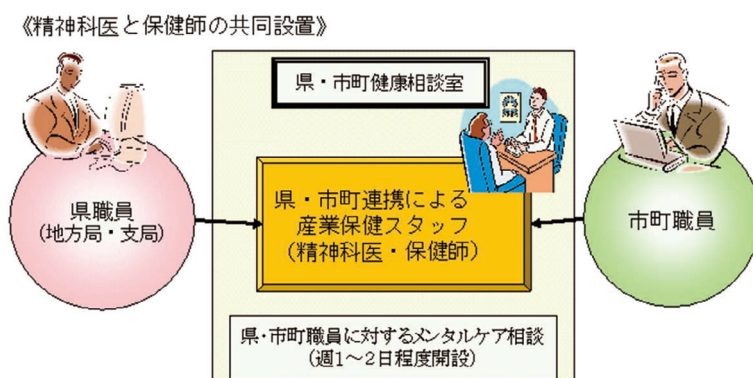 《精神科医と保健師の共同設置》
県・市町健康相談室
県職員
(地方局・支局)
県・市町連携による
産業保健スタッフ
(精神科医・保健師)
市町職員
県・市町職員に対するメンタルケア相談
(週1～2日程度開設)